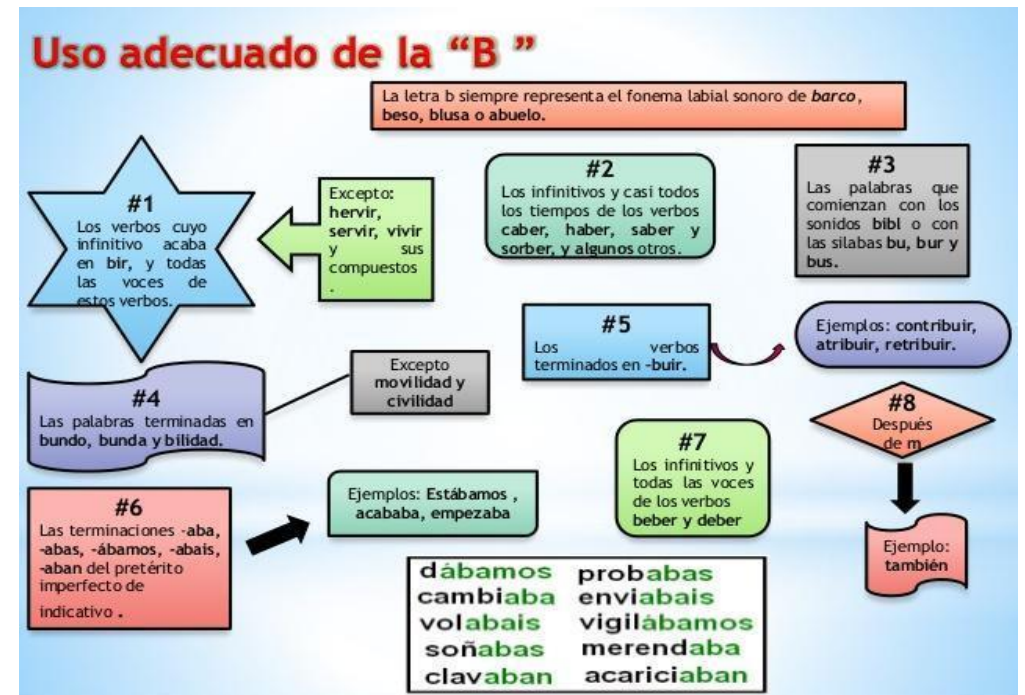 Uso adecuado de la “B ”
La letra b siempre representa el fonema labial sonoro de barco,
beso, blusa o abuelo.
#1
Los verbos cuyo
infinitivo acaba
en bir, y todas
las voces de
estos verbos.
Excepto:
hervir,
servir, vivir
y sus
compuestos
.
#2
Los infinitivos y casi todos
los tiempos de los verbos
caber, haber, saber y
sorber, y algunos otros.
#3
Las palabras que
comienzan con los
sonidos bibl o con
las silabas bu, bur y
bus.
#4
Las palabras terminadas en
bundo, bunda y bilidad.
Excepto
movilidad y
civilidad
#5
Los verbos
terminados en -buir.
Ejemplos: contribuir,
atribuir, retribuir.
#6
Las terminaciones -aba,
-abas, -ábamos, -abais,
-aban del pretérito
imperfecto de
indicativo .
Ejemplos: Estábamos ,
acababa, empezaba
#7
Los infinitivos y
todas las voces
de los verbos
beber y deber
#8
Después
de m
Ejemplo:
también
dábamos probabas
cambiaba enviabais
volabais vigilábamos
soñabas merendaba
clavaban acariciaban